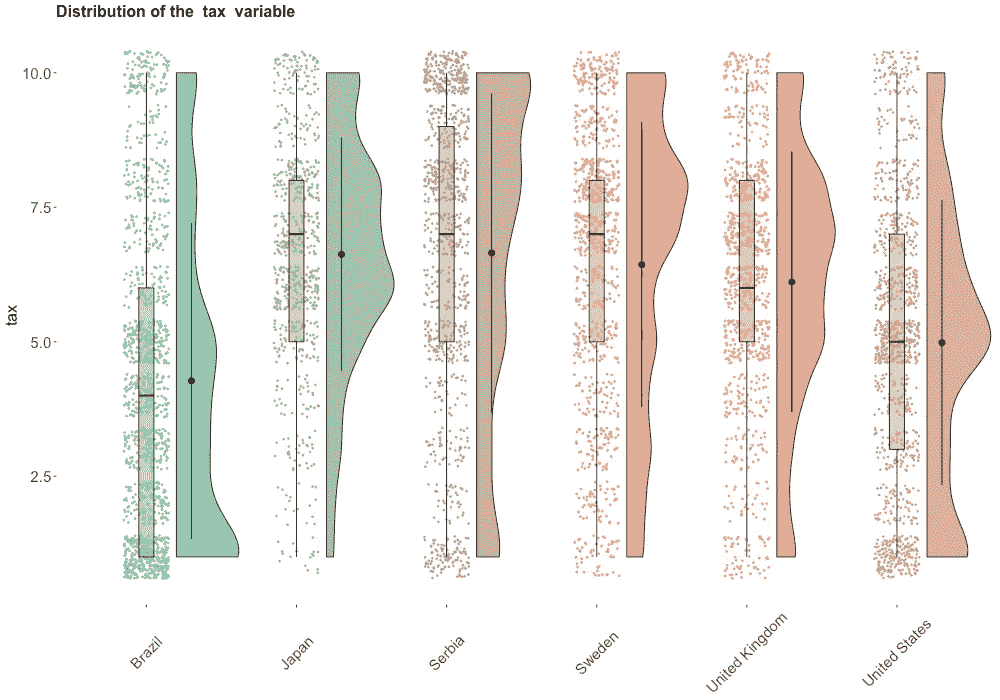 Distribution of the  tax  variable
10.0
7.5
5.0
2.5
tax
Brazil
Japan
Serbia
Sweden
United Kingdom
United States